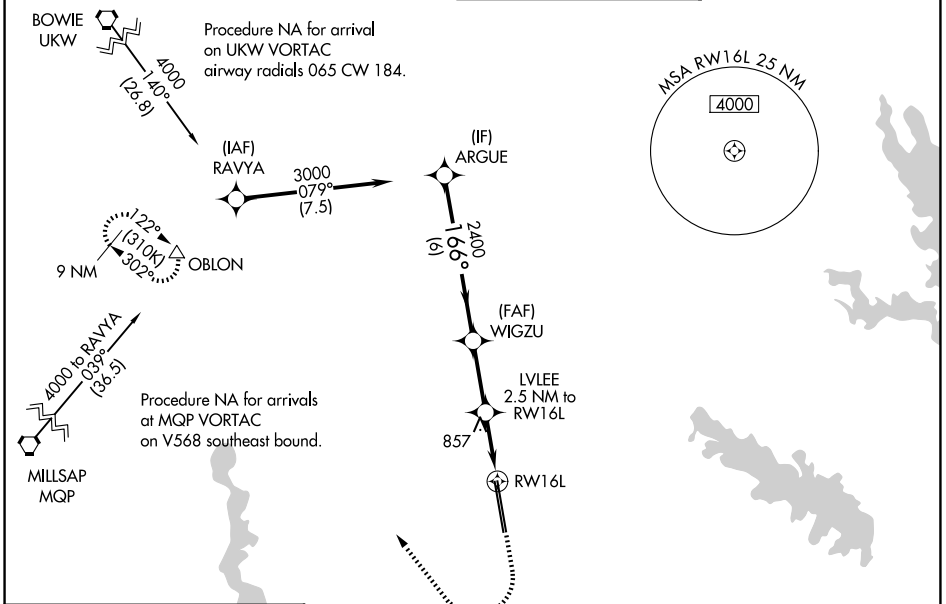 BOWIE
UKW
Procedure NA for arrival
on UKW VORTAC
airway radials 065 CW 184.
4000
140°
(26.8)
MSA RW16L 25 NM
4000
(IAF)
RAVYA
3000
079°
(7.5)
(IF)
ARGUE
2400
166°
(6)
122°
(310K)
302°
9 NM
OBLON
(FAF)
WIGZU
4000 to RAVYA
039°
(36.5)
LVLEE
2.5 NM to
RW16L
857
Procedure NA for arrivals
at MQP VORTAC
on V568 southeast bound.
MILLSAP
MQP
RW16L